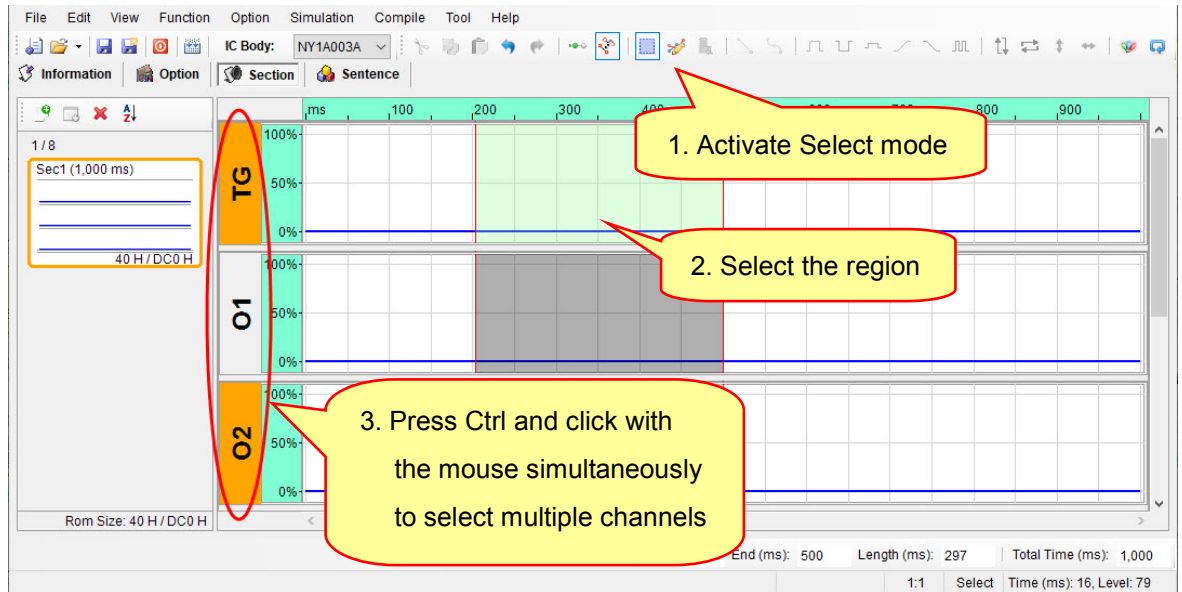 File Edit View Function Option Simulation Compile Tool Help
IC Body: NY1A003A
Information Option Section Sentence
ms 100 200 300 400 800 900
1 / 8
Sec1 (1,000 ms)
40 H / DC0 H
1. Activate Select mode
TG
100%
50%
0%
2. Select the region
O1
100%
50%
0%
O2
100%
50%
0%
3. Press Ctrl and click with
the mouse simultaneously
to select multiple channels
Rom Size: 40 H / DC0 H
End (ms): 500 Length (ms): 297 Total Time (ms): 1,000
1:1 Select Time (ms): 16, Level: 79